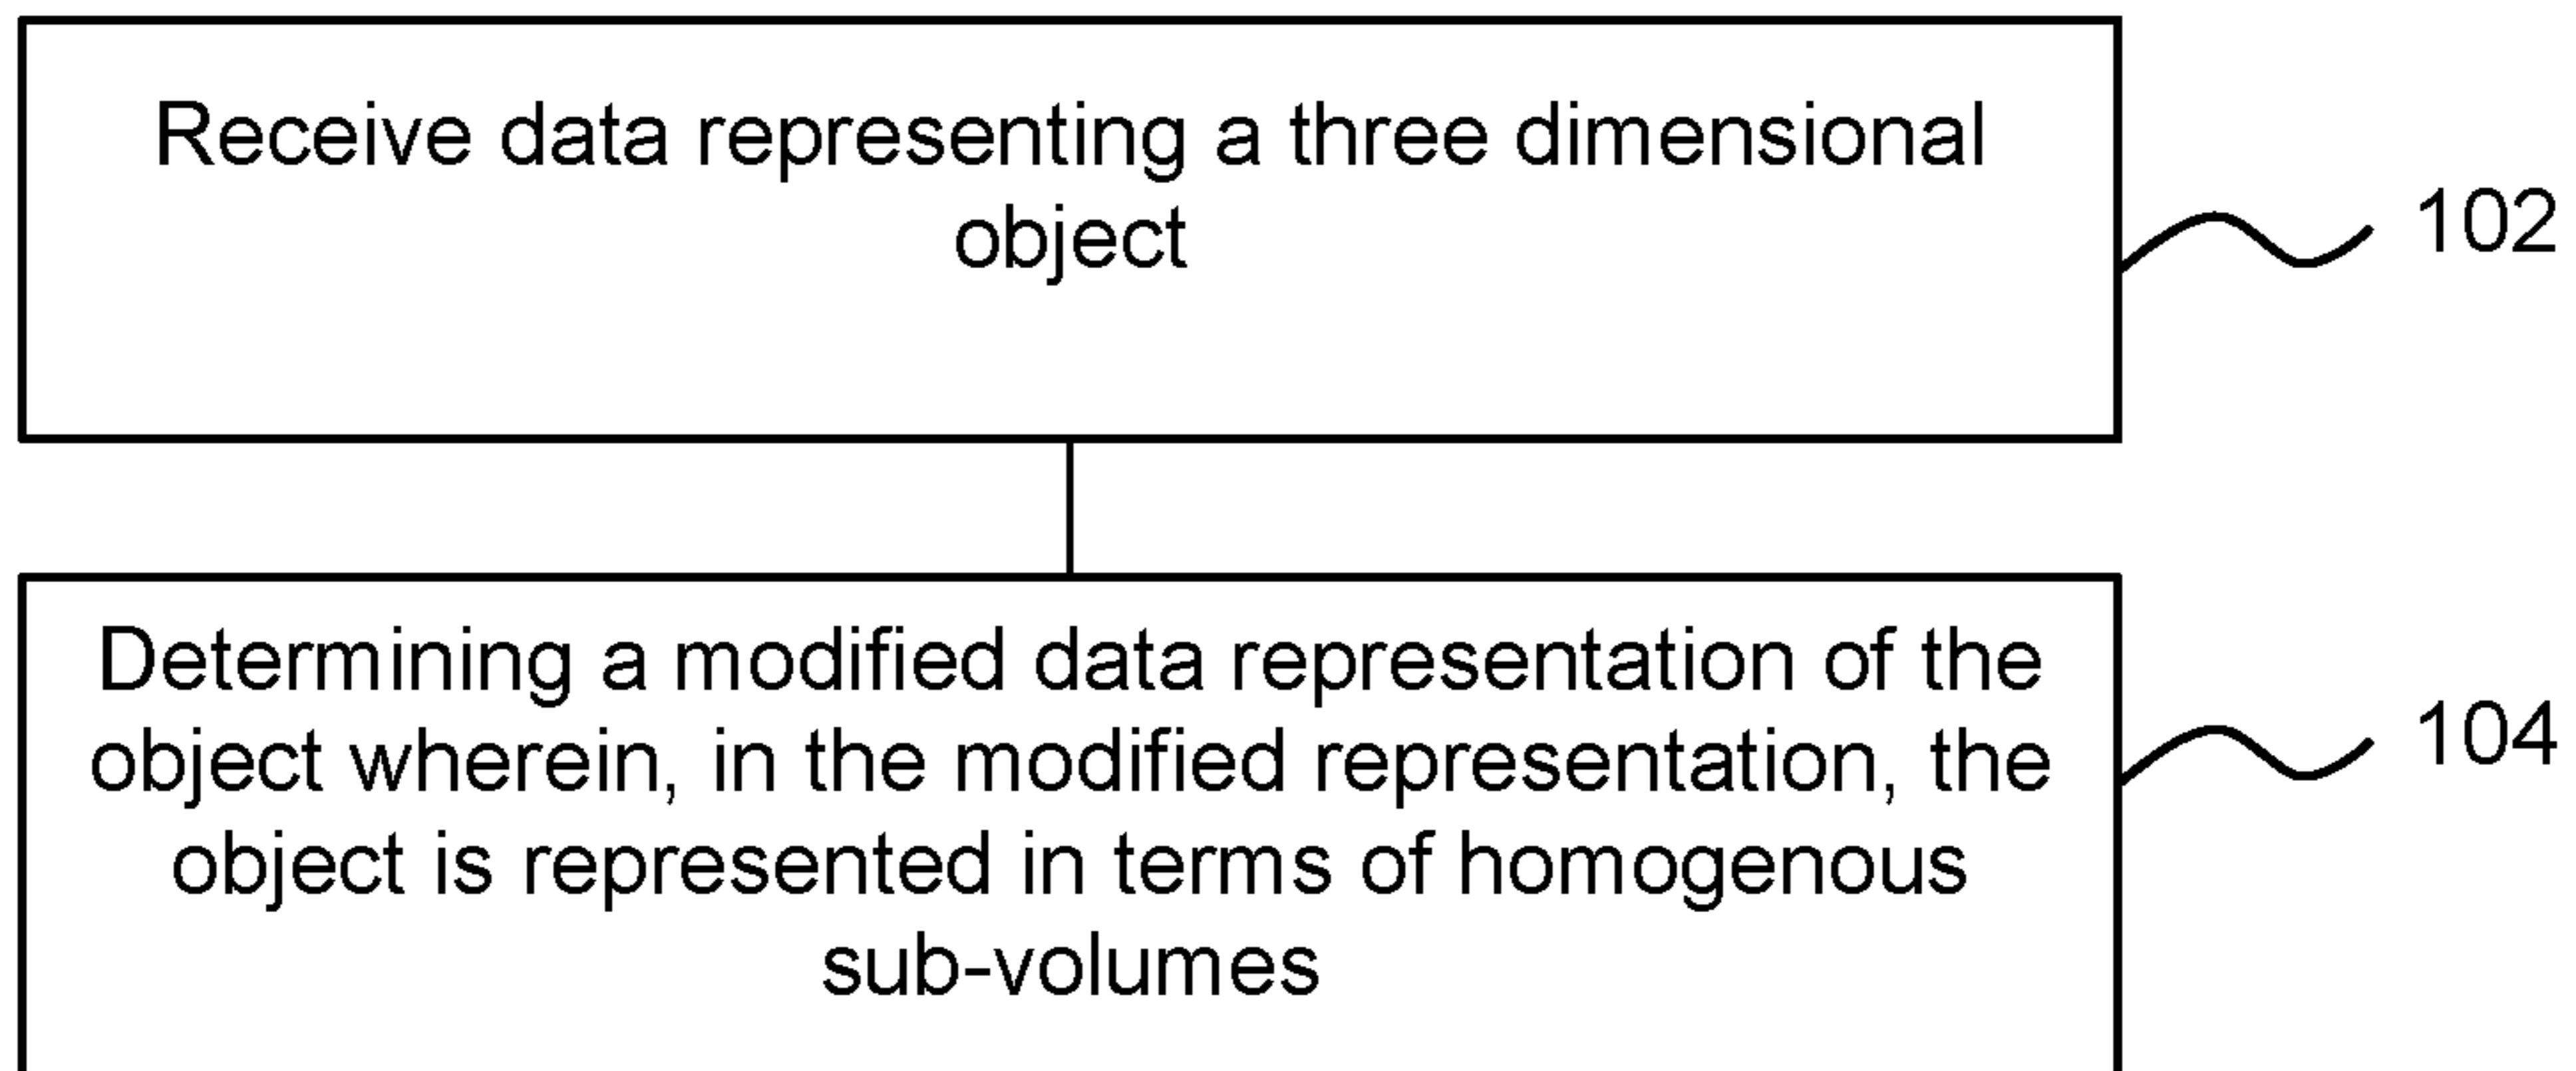 Receive data representing a three dimensional
object
102
Determining a modified data representation of the
object wherein, in the modified representation, the
object is represented in terms of homogenous
sub-volumes
104